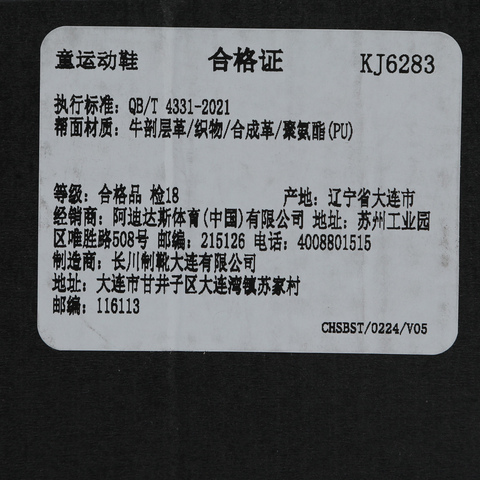 童运动鞋 合格证 KJ6283
执行标准: QB/T 4331-2021
帮面材质: 牛剖层革/织物/合成革/聚氨酯(PU)
等级: 合格品 检18 产地: 辽宁省大连市
经销商: 阿迪达斯体育(中国)有限公司 地址: 苏州工业园
区唯胜路508号 邮编: 215126 电话: 4008801515
制造商: 长川制靴大连有限公司
地址: 大连市甘井子区大连湾镇苏家村
邮编: 116113
CHSBST/0224/V05